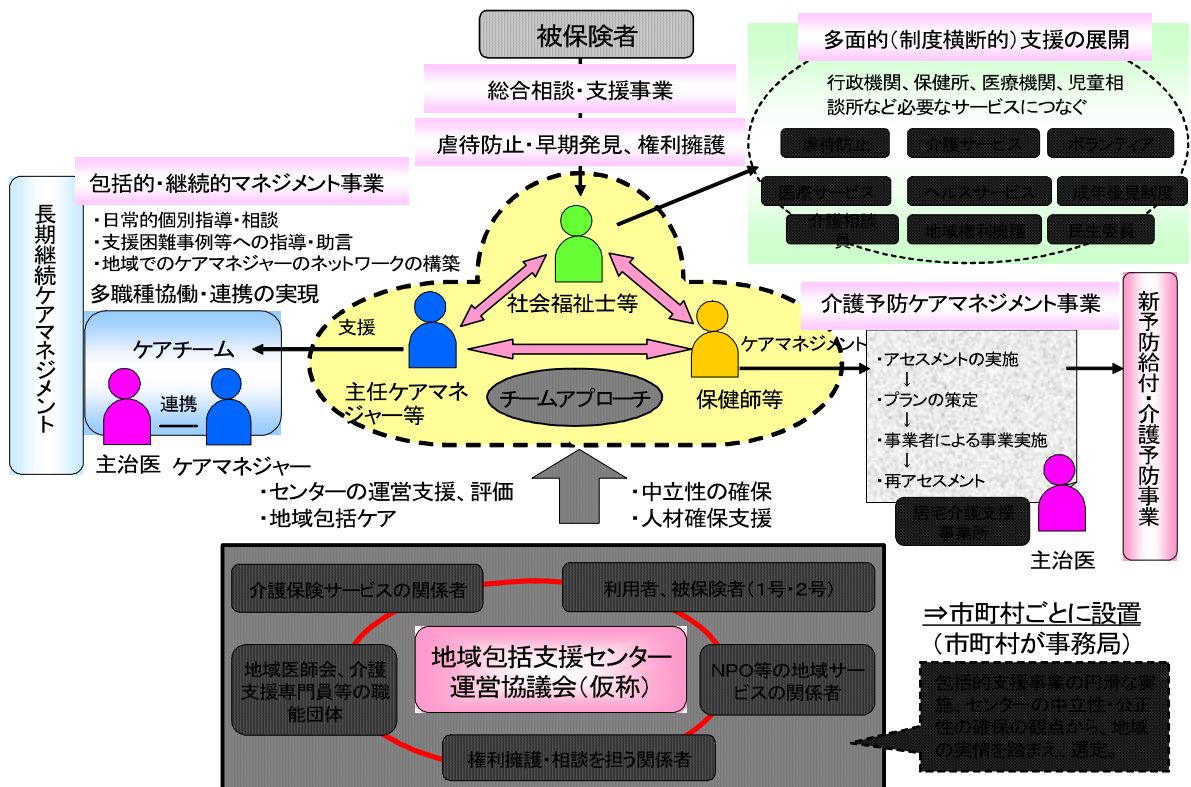 被保険者
総合相談・支援事業
虐待防止・早期発見、権利擁護
多面的（制度横断的）支援の展開
行政機関、保健所、医療機関、児童相
談所など必要なサービスにつなぐ
虐待防止
介護サービス
ボランティア
医療サービス
ヘルスサービス
成年後見制度
介護相談
員
地域権利擁護
民生委員
包括的・継続的マネジメント事業
・日常的個別指導・相談
・支援困難事例等への指導・助言
・地域でのケアマネジャーのネットワークの構築
多職種協働・連携の実現
長期継続ケアマネジメント
ケアチーム
連携
主治医
ケアマネジャー
支援
社会福祉士等
主任ケアマネ
ジャー等
チームアプローチ
保健師等
ケアマネジメント
介護予防ケアマネジメント事業
・アセスメントの実施
↓
・プランの策定
↓
・事業者による事業実施
↓
・再アセスメント
居宅介護支援
事業所
主治医
新予防給付・介護予防事業
・センターの運営支援、評価
・地域包括ケア
・中立性の確保
・人材確保支援
介護保険サービスの関係者
利用者、被保険者（１号・２号）
地域医師会、介護
支援専門員等の職
能団体
地域包括支援センター
運営協議会（仮称）
NPO等の地域サー
ビスの関係者
権利擁護・相談を担う関係者
⇒市町村ごとに設置
（市町村が事務局）
包括的支援事業の円滑な実
施、センターの中立性・公正
性の確保の観点から、地域
の実情を踏まえ、選定。